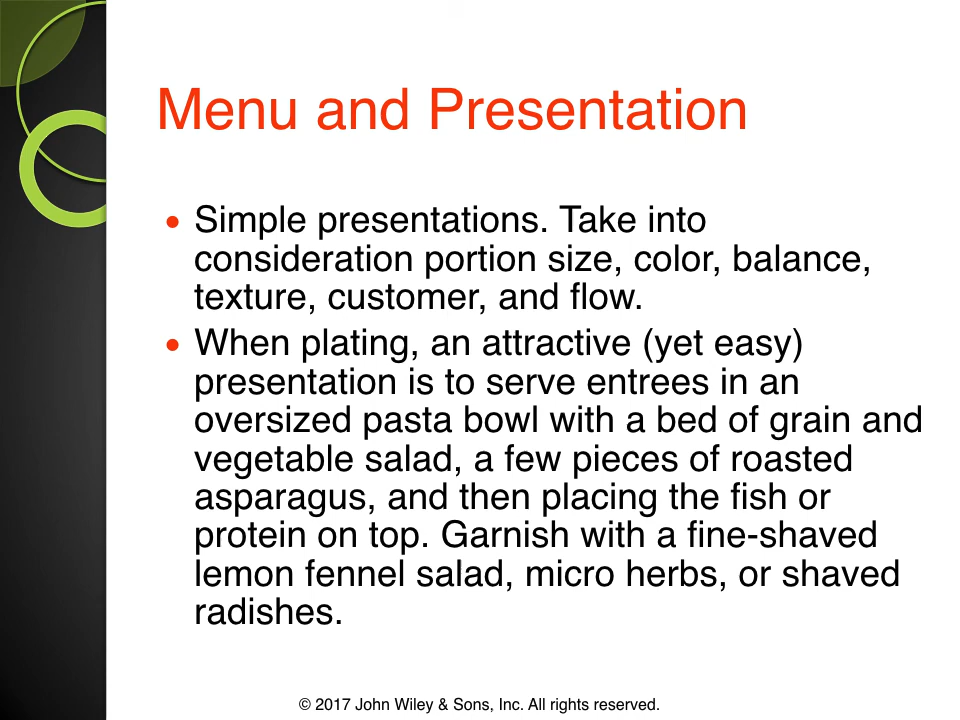 Menu and Presentation
• Simple presentations. Take into
consideration portion size, color, balance,
texture, customer, and flow.
• When plating, an attractive (yet easy)
presentation is to serve entrees in an
oversized pasta bowl with a bed of grain and
vegetable salad, a few pieces of roasted
asparagus, and then placing the fish or
protein on top. Garnish with a fine-shaved
lemon fennel salad, micro herbs, or shaved
radishes.
© 2017 John Wiley & Sons, Inc. All rights reserved.